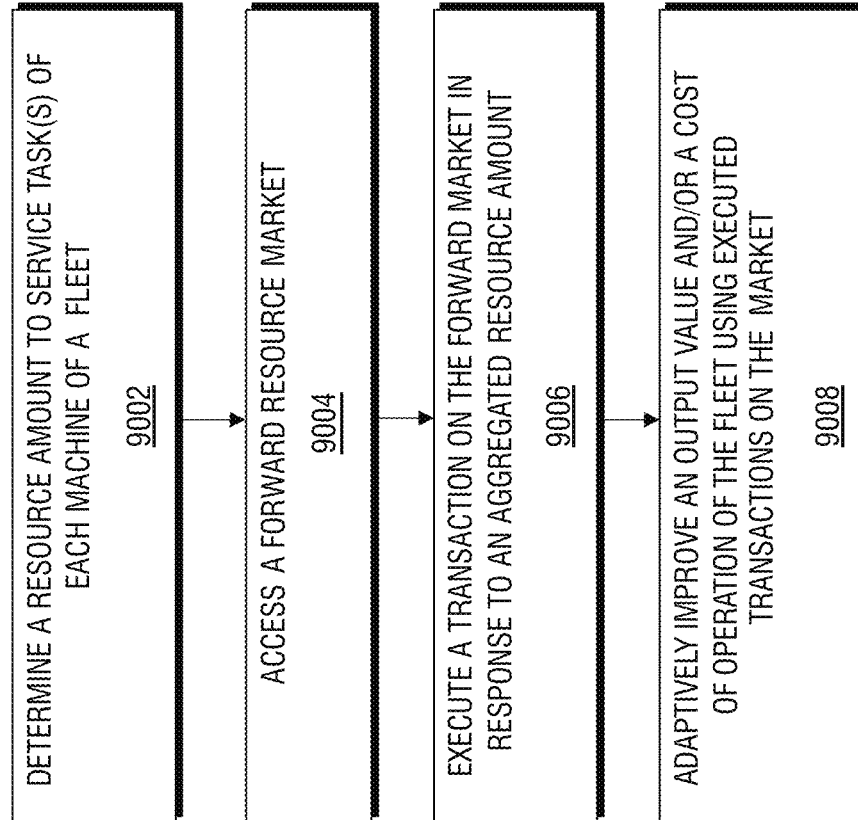 DETERMINE A RESOURCE AMOUNT TO SERVICE TASK(S) OF
EACH MACHINE OF A FLEET
9002
ACCESS A FORWARD RESOURCE MARKET
9004
EXECUTE A TRANSACTION ON THE FORWARD MARKET IN
RESPONSE TO AN AGGREGATED RESOURCE AMOUNT
9006
ADAPTIVELY IMPROVE AN OUTPUT VALUE AND/OR A COST
OF OPERATION OF THE FLEET USING EXECUTED
TRANSACTIONS ON THE MARKET
9008